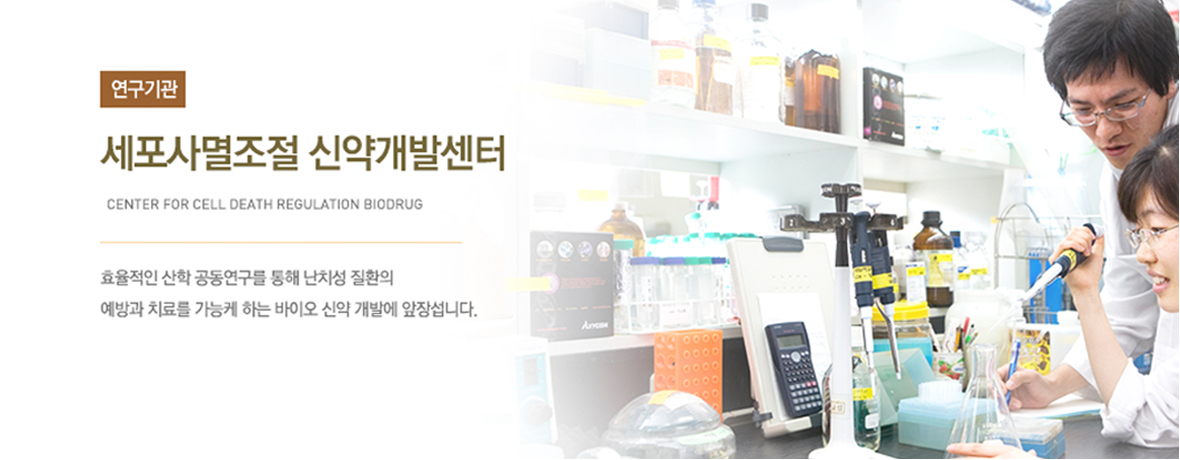 연구기관
세포사멸조절 신약개발센터
CENTER FOR CELL DEATH REGULATION BIODRUG
효율적인 산학 공동연구를 통해 난치성 질환의
예방과 치료를 가능케 하는 바이오 신약 개발에 앞장섭니다.